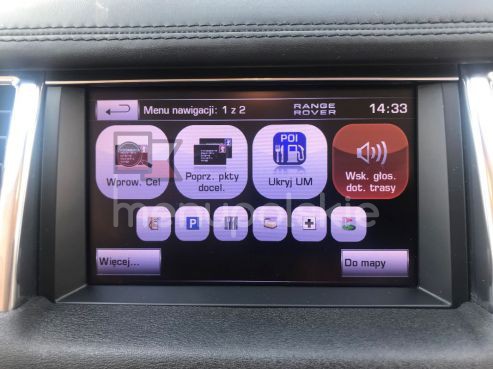 Menu nawigacji: 1 z 2
RANGE
ROVER
14:33
Wprow. Cel
Poprz. pkty
docel.
POI
Ukryj UM
Wsk. głos.
dot. trasy
P
menupolskie
Więcej...
Do mapy